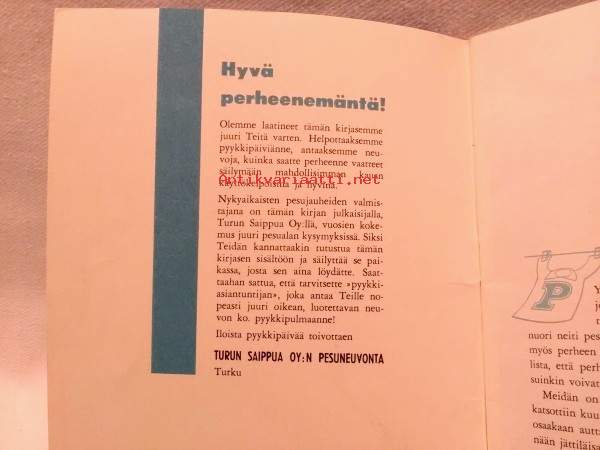 Hyvä
perheenemäntä!
Olemme laatineet tämän kirjasemme
juuri Teitä varten. Helpottaaksemme
pyykkipäiviänne, antaaksemme neu-
voja, kuinka saatte perheenne vaatteet
säilymään mahdollisimman kauan
käyttökelpoisina ja hyvinä.
Antikvariaatti.net
Nykyaikaisten pesujauheiden valmis-
tajana on tämän kirjan julkaisijalla,
Turun Saippua Oy:llä, vuosien koke-
mus juuri pesualan kysymyksissä. Siksi
Teidän kannattaakin tutustua tämän
kirjasen sisältöön ja säilyttää se pai-
kassa, josta sen aina löydätte. Saat-
taahan sattua, että tarvitsette »pyykki-
asiantuntijan», joka antaa Teille no-
peasti juuri oikean, luotettavan neu-
von ko. pyykkipulmaanne!
Iloista pyykkipäivää toivottaen
TURUN SAIPPUA OY:N PESUNEUVONTA
Turku
P
Y
t
nuori neiti pes
myös perheen
lista, että perh
suinkin voivat
Meidän on
katsottiin kuu
osaakaan autt
nään jättiläis